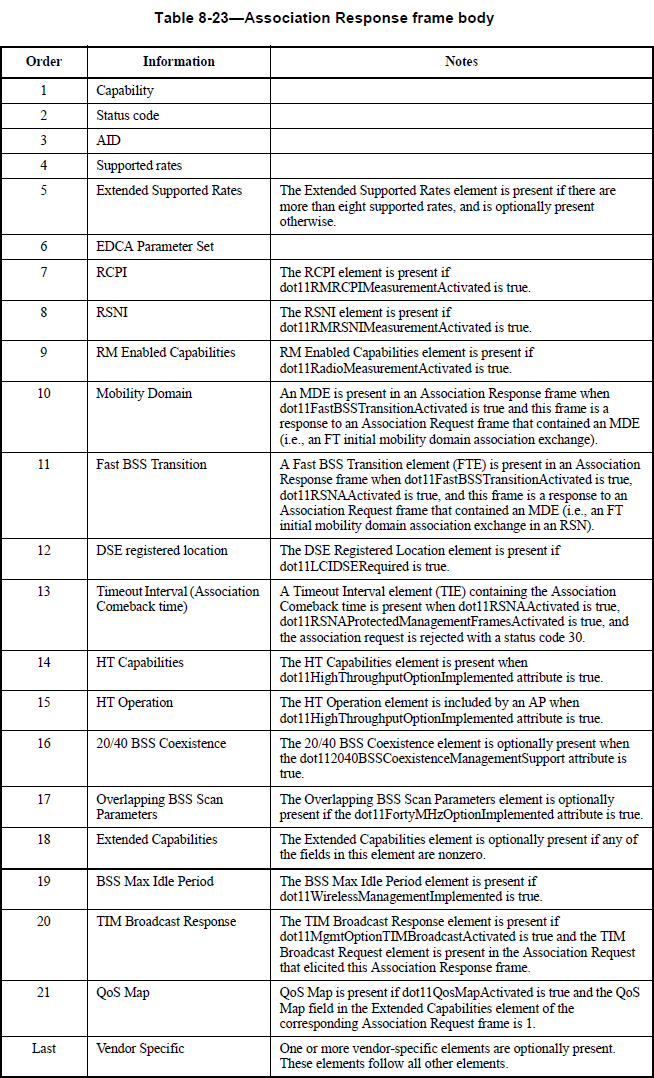 Table 8-23—Association Response frame body
Order Information Notes
1 Capability
2 Status code
3 AID
4 Supported rates
5 Extended Supported Rates The Extended Supported Rates element is present if there are
more than eight supported rates, and is optionally present
otherwise.
6 EDCA Parameter Set
7 RCPI The RCPI element is present if
dot11RMRCPIMeasurementActivated is true.
8 RSNI The RSNI element is present if
dot11RMRSNIMeasurementActivated is true.
9 RM Enabled Capabilities RM Enabled Capabilities element is present if
dot11RadioMeasurementActivated is true.
10 Mobility Domain An MDE is present in an Association Response frame when
dot11FastBSSTransitionActivated is true and this frame is a
response to an Association Request frame that contained an MDE
(i.e., an FT initial mobility domain association exchange).
11 Fast BSS Transition A Fast BSS Transition element (FTE) is present in an Association
Response frame when dot11FastBSSTransitionActivated is true,
dot11RSNAActivated is true, and this frame is a response to an
Association Request frame that contained an MDE (i.e., an FT
initial mobility domain association exchange in an RSN).
12 DSE registered location The DSE Registered Location element is present if
dot11LCIDSERequired is true.
13 Timeout Interval (Association A Timeout Interval element (TIE) containing the Association
Comeback time) Comeback time is present when dot11RSNAActivated is true,
dot11RSNAProtectedManagementFramesActivated is true, and
the association request is rejected with a status code 30.
14 HT Capabilities The HT Capabilities element is present when
dot11HighThroughputOptionImplemented attribute is true.
15 HT Operation The HT Operation element is included by an AP when
dot11HighThroughputOptionImplemented attribute is true.
16 20/40 BSS Coexistence The 20/40 BSS Coexistence element is optionally present when
the dot112040BSSCoexistenceManagementSupport attribute is
true.
17 Overlapping BSS Scan The Overlapping BSS Scan Parameters element is optionally
Parameters present if the dot11FortyMHzOptionImplemented attribute is true.
18 Extended Capabilities The Extended Capabilities element is optionally present if any of
the fields in this element are nonzero.
19 BSS Max Idle Period The BSS Max Idle Period element is present if
dot11WirelessManagementImplemented is true.
20 TIM Broadcast Response The TIM Broadcast Response element is present if
dot11MgmtOptionTIMBroadcastActivated is true and the TIM
Broadcast Request element is present in the Association Request
that elicited this Association Response frame.
21 QoS Map QoS Map is present if dot11QosMapActivated is true and the QoS
Map field in the Extended Capabilities element of the
corresponding Association Request frame is 1.
Last Vendor Specific One or more vendor-specific elements are optionally present.
These elements follow all other elements.